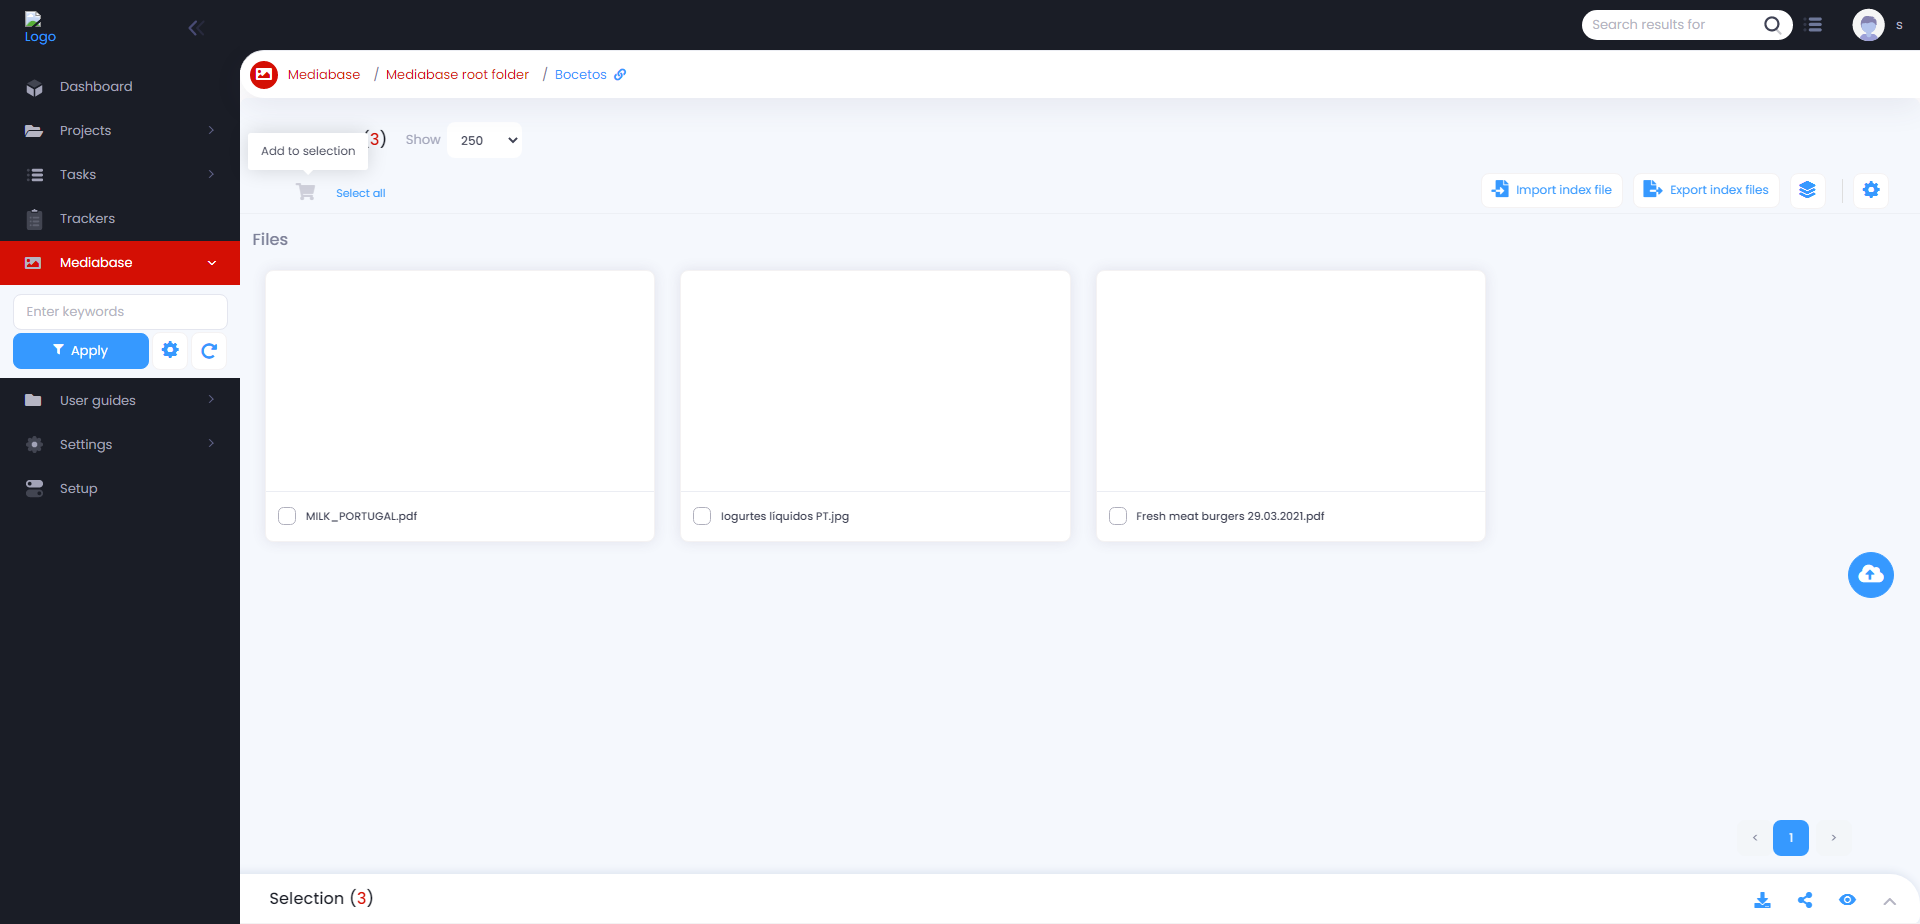 Logo
Search results for
s
Dashboard
Projects
Tasks
Trackers
Mediabase
Enter keywords
Apply
User guides
Settings
Setup
Mediabase / Mediabase root folder / Bocetos
Add to selection
(3)
Show 250
Select all
Import index file
Export index files
Files
MILK_PORTUGAL.pdf
Iogurtes líquidos PT.jpg
Fresh meat burgers 29.03.2021.pdf
< 1 >
Selection (3)